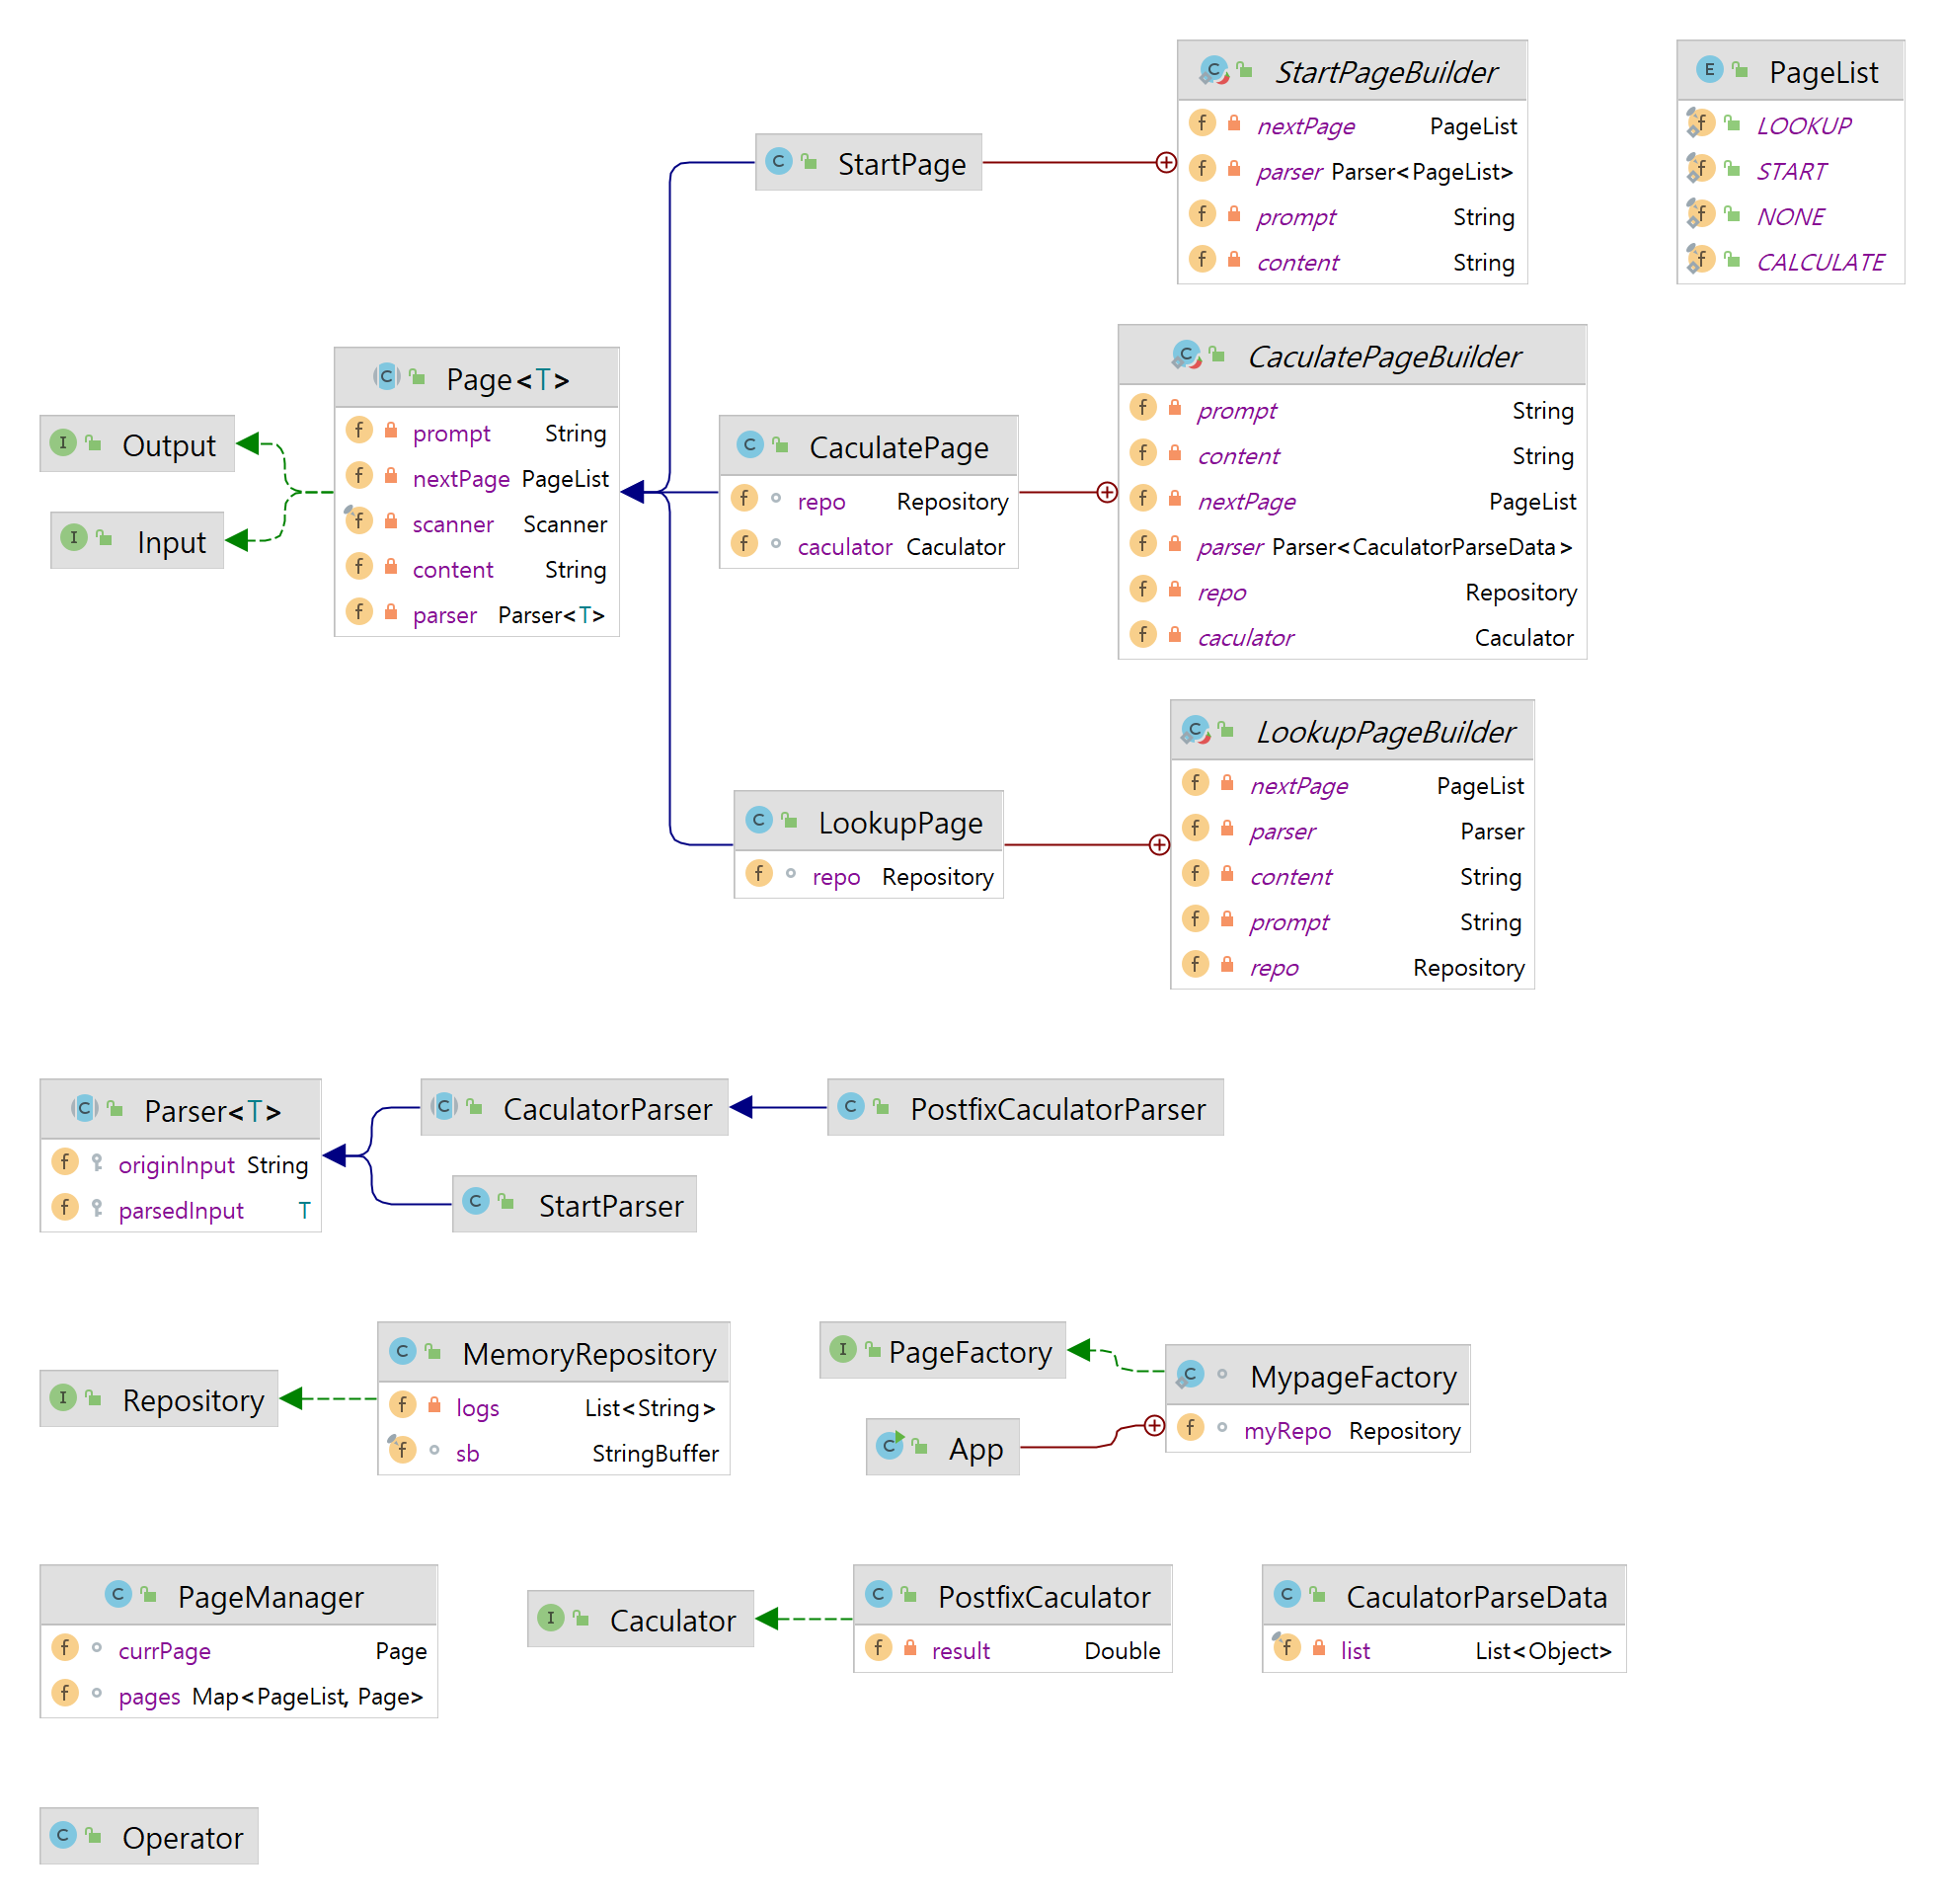 StartPageBuilder
nextPage PageList
parser Parser<PageList>
prompt String
content String
PageList
LOOKUP
START
NONE
CALCULATE
StartPage
CaculatePageBuilder
prompt String
content String
nextPage PageList
parser Parser<CaculatorParseData>
repo Repository
caculator Caculator
Page<T>
prompt String
nextPage PageList
scanner Scanner
content String
parser Parser<T>
Output
Input
CaculatePage
repo Repository
caculator Caculator
LookupPageBuilder
nextPage PageList
parser Parser
content String
prompt String
repo Repository
LookupPage
repo Repository
Parser<T>
originInput String
parsedInput T
CaculatorParser
PostfixCaculatorParser
StartParser
Repository
MemoryRepository
logs List<String>
sb StringBuffer
PageFactory
MypageFactory
myRepo Repository
App
PageManager
currPage Page
pages Map<PageList, Page>
Caculator
PostfixCaculator
result Double
CaculatorParseData
list List<Object>
Operator